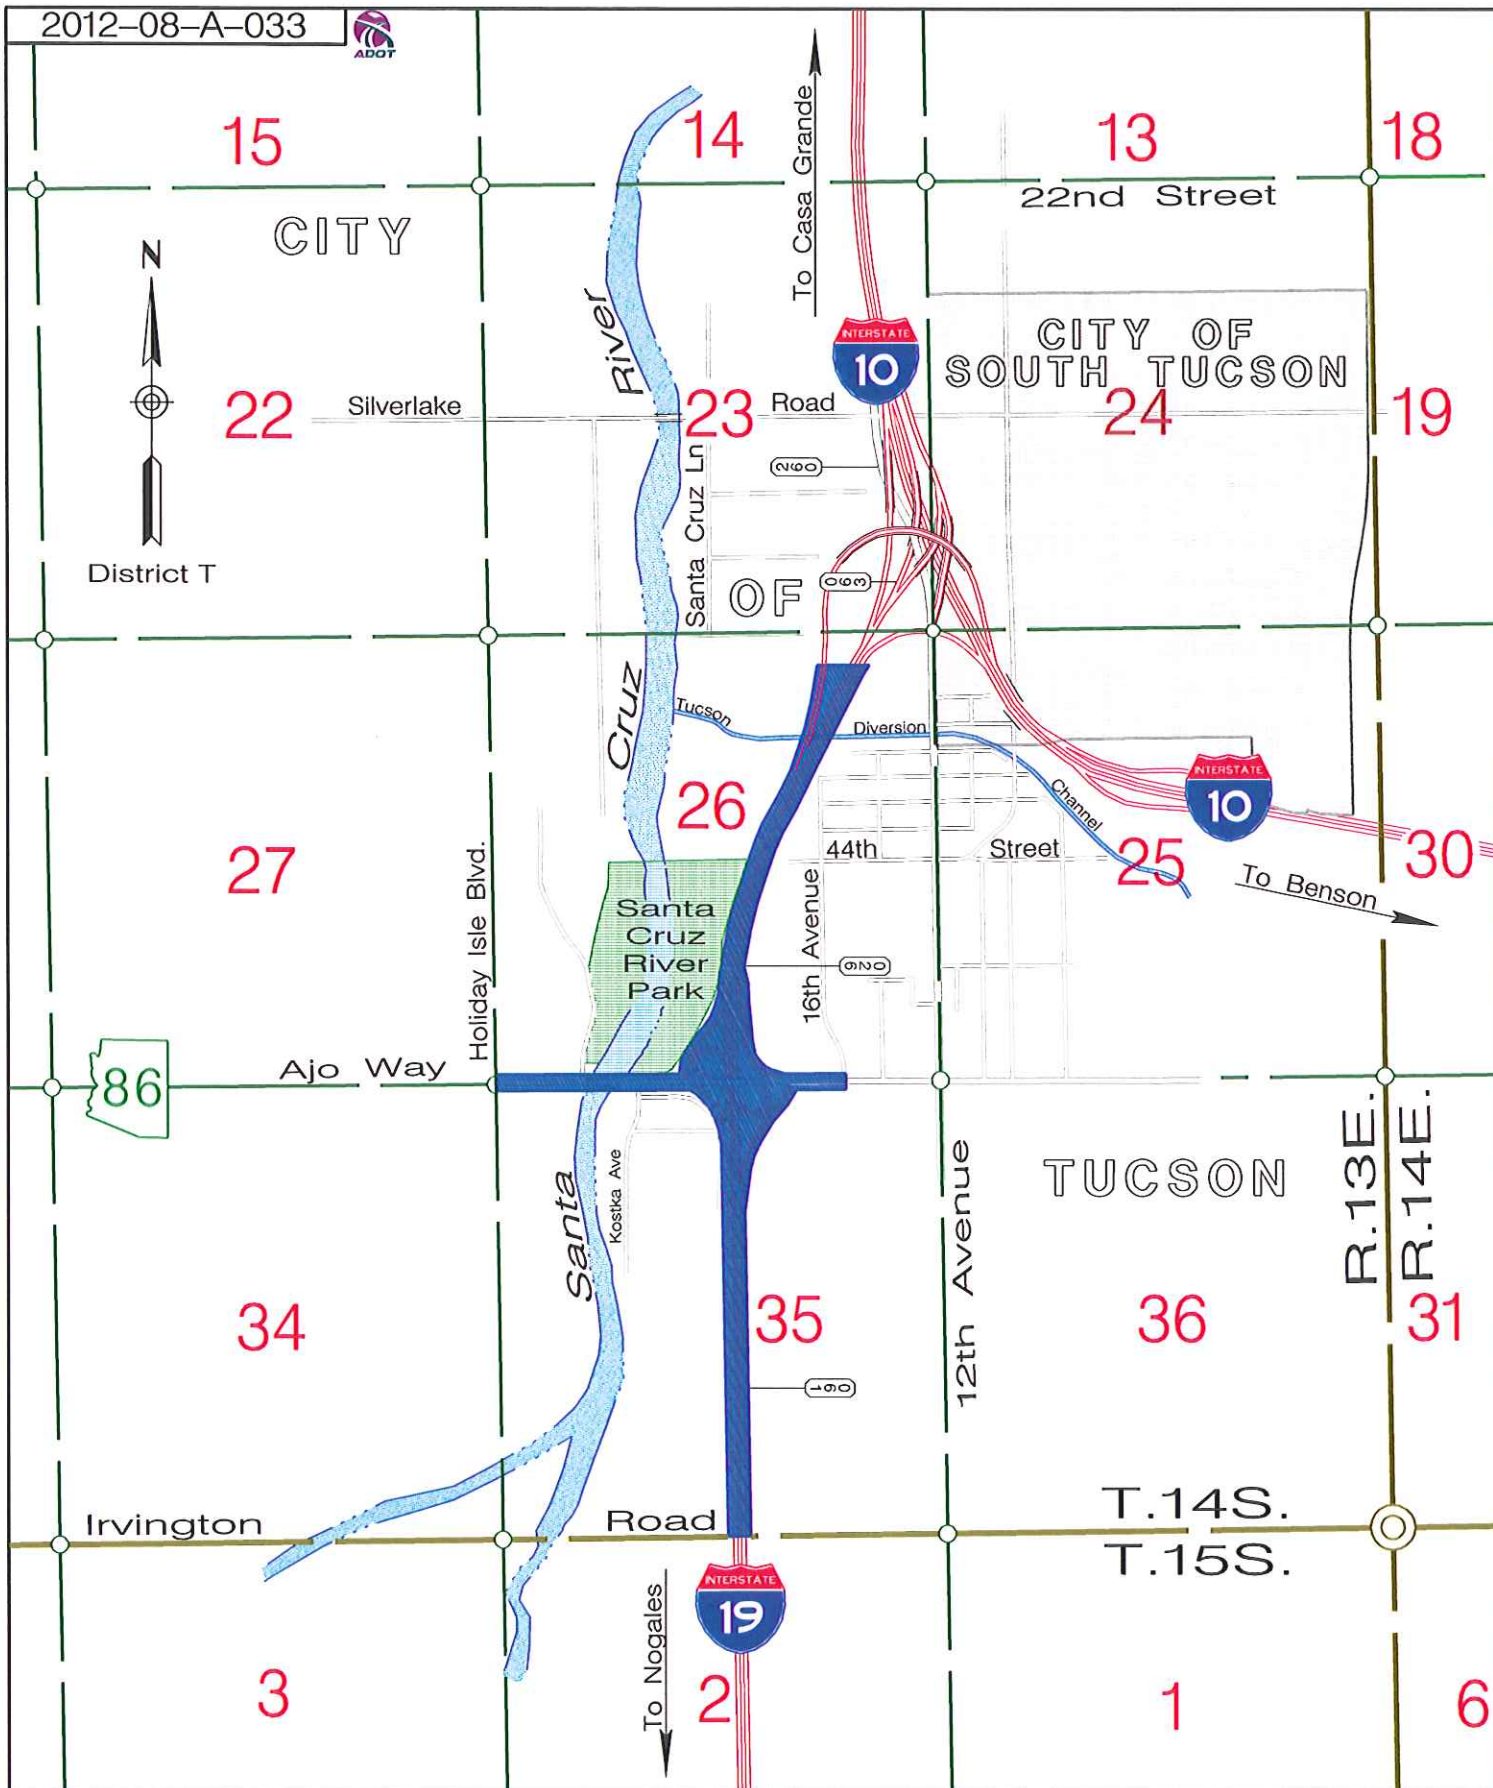 2012–08–A–033
ADOT
15
14
13
18
To Casa Grande
22nd Street
CITY
N
River
INTERSTATE
10
CITY OF
SOUTH TUCSON
22
Silverlake
23
Road
24
19
260
Santa Cruz Ln
District T
OF
063
Cruz
Tucson
Diversion
Channel
INTERSTATE
10
26
27
44th
Street
25
30
To Benson
Holiday Isle Blvd.
Santa
Cruz
River
Park
16th Avenue
026
86
Ajo Way
Kostka Ave
Santa
TUCSON
R.13E.
R.14E.
12th Avenue
34
35
36
31
061
Irvington
Road
T.14S.
T.15S.
INTERSTATE
19
To Nogales
3
2
1
6